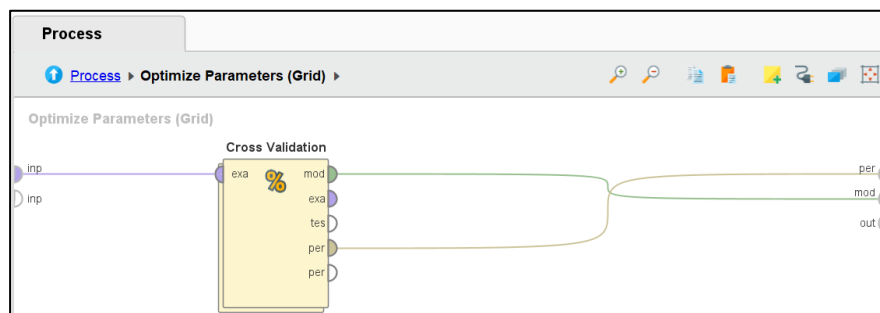 Process
Process ▸ Optimize Parameters (Grid) ▸
Optimize Parameters (Grid)
Cross Validation
inp
inp
exa
%
mod
exa
tes
per
per
per
mod
out